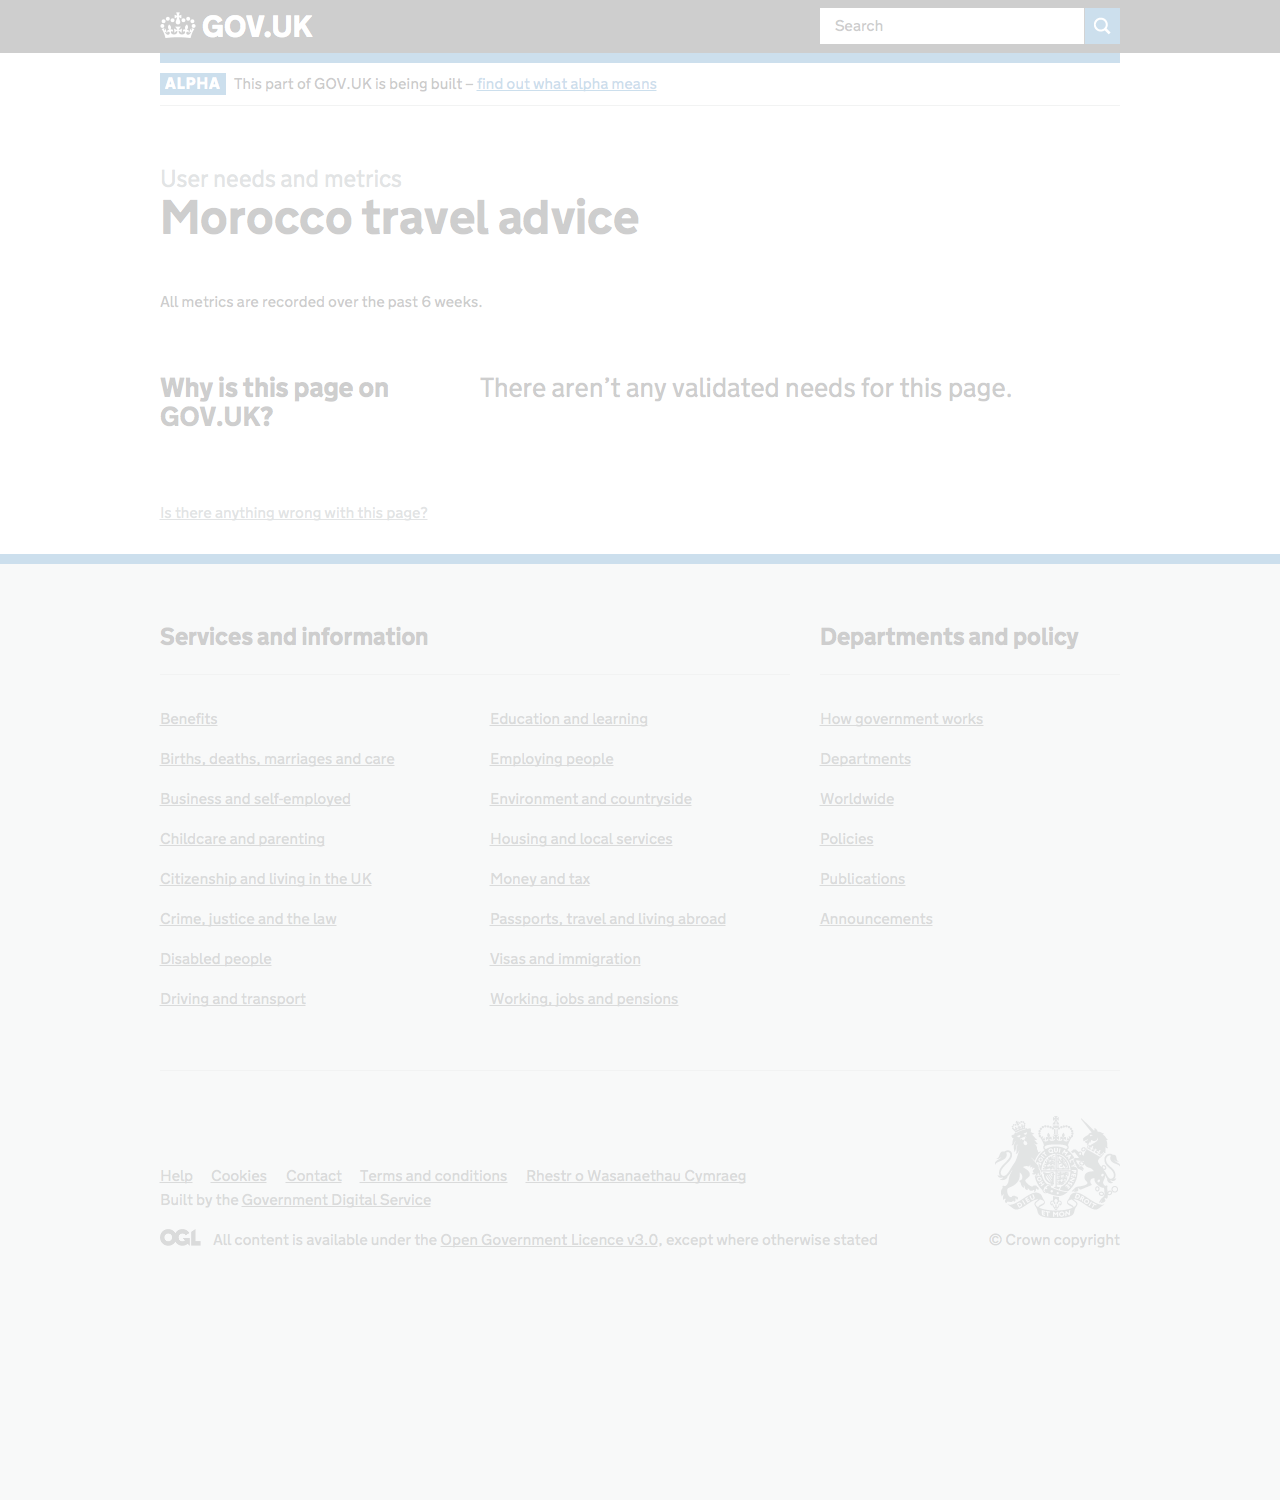 GOV.UK
Search
ALPHA This part of GOV.UK is being built – find out what alpha means
User needs and metrics
Morocco travel advice
All metrics are recorded over the past 6 weeks.
Why is this page on
GOV.UK?
There aren’t any validated needs for this page.
Is there anything wrong with this page?
Services and information
Benefits
Births, deaths, marriages and care
Business and self-employed
Childcare and parenting
Citizenship and living in the UK
Crime, justice and the law
Disabled people
Driving and transport
Education and learning
Employing people
Environment and countryside
Housing and local services
Money and tax
Passports, travel and living abroad
Visas and immigration
Working, jobs and pensions
Departments and policy
How government works
Departments
Worldwide
Policies
Publications
Announcements
Help Cookies Contact Terms and conditions Rhestr o Wasanaethau Cymraeg
Built by the Government Digital Service
OGL All content is available under the Open Government Licence v3.0, except where otherwise stated
© Crown copyright